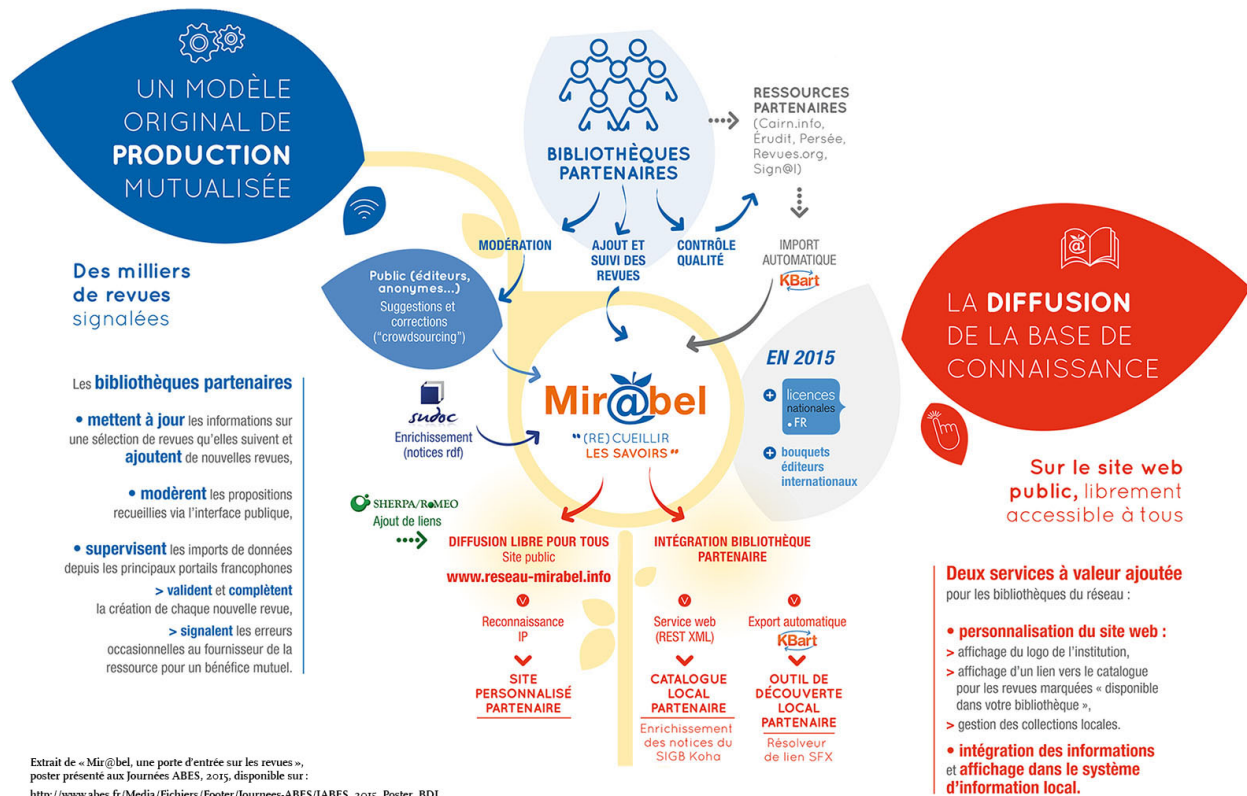 UN MODÈLE
ORIGINAL DE
PRODUCTION
MUTUALISÉE
Des milliers
de revues
signalées
Les bibliothèques partenaires
• mettent à jour les informations sur
une sélection de revues qu'elles suivent et
ajoutent de nouvelles revues,
• modèrent les propositions
recueillies via l'interface publique,
• supervisent les imports de données
depuis les principaux portails francophones
> valident et complètent
la création de chaque nouvelle revue,
> signalent les erreurs
occasionnelles au fournisseur de la
ressource pour un bénéfice mutuel.
BIBLIOTHÈQUES
PARTENAIRES
RESSOURCES
PARTENAIRES
(Cairn.info,
Érudit, Persée,
Revues.org,
Sign@l)
MODÉRATION
AJOUT ET
SUIVI DES
REVUES
CONTRÔLE
QUALITÉ
IMPORT
AUTOMATIQUE
KBart
Public (éditeurs,
anonymes...)
Suggestions et
corrections
("crowdsourcing")
sudoc
Enrichissement
(notices rdf)
Mir@bel
"(RE)CUEILLIR
LES SAVOIRS"
EN 2015
+ licences
nationales
.FR
+ bouquets
éditeurs
internationaux
SHERPA/RoMEO
Ajout de liens
DIFFUSION LIBRE POUR TOUS
Site public
www.reseau-mirabel.info
Reconnaissance
IP
SITE
PERSONNALISÉ
PARTENAIRE
INTÉGRATION BIBLIOTHÈQUE
PARTENAIRE
Service web
(REST XML)
CATALOGUE
LOCAL
PARTENAIRE
Enrichissement
des notices du
SIGB Koha
Export automatique
KBart
OUTIL DE
DÉCOUVERTE
LOCAL
PARTENAIRE
Résolveur
de lien SFX
@
LA DIFFUSION
DE LA BASE DE
CONNAISSANCE
Sur le site web
public, librement
accessible à tous
Deux services à valeur ajoutée
pour les bibliothèques du réseau :
• personnalisation du site web :
> affichage du logo de l'institution,
> affichage d'un lien vers le catalogue
pour les revues marquées « disponible
dans votre bibliothèque »,
> gestion des collections locales.
• intégration des informations
et affichage dans le système
d'information local.
Extrait de « Mir@bel, une porte d'entrée sur les revues »,
poster présenté aux Journées ABES, 2015, disponible sur :
http://www.abes.fr/Media/Fichiers/Footer/Journees-ABES/JABES_2015_Poster_BDL